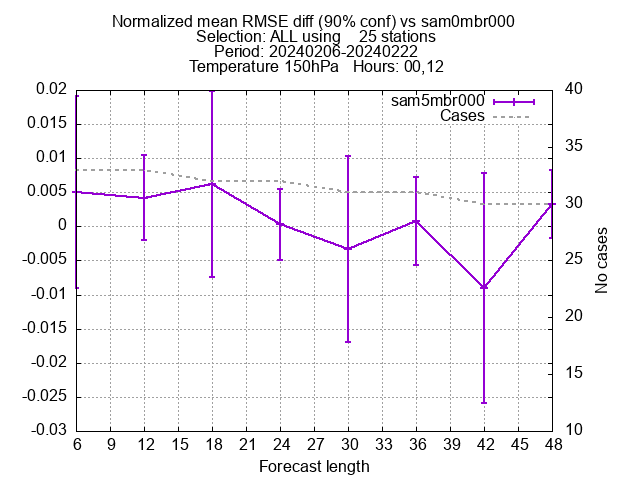 Normalized mean RMSE diff (90% conf) vs sam0mbr000
Selection: ALL using    25 stations
Period: 20240206-20240222
Temperature 150hPa   Hours: 00,12
sam5mbr000
Cases
0.02
0.015
0.01
0.005
0
-0.005
-0.01
-0.015
-0.02
-0.025
-0.03
40
35
30
25
20
15
10
No cases
6 9 12 15 18 21 24 27 30 33 36 39 42 45 48
Forecast length